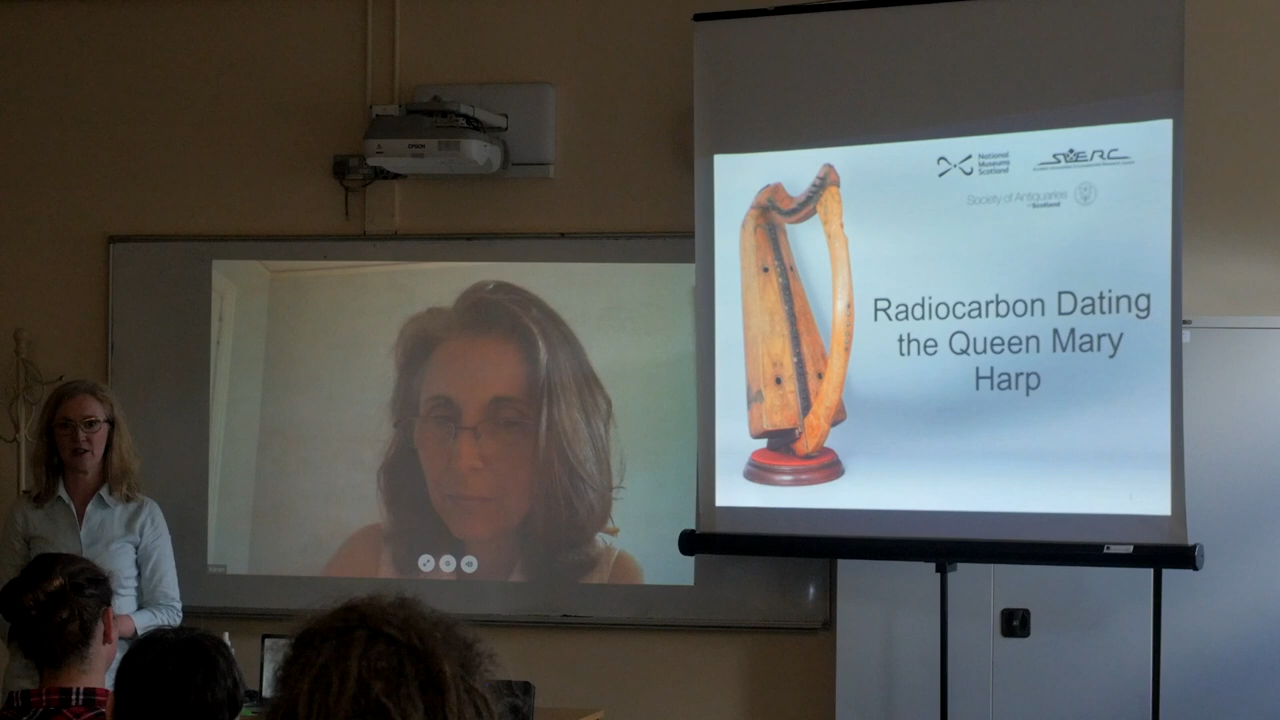 EPSON
National
Museums
Scotland
SUERC
Society of Antiquaries
of Scotland
Radiocarbon Dating
the Queen Mary
Harp